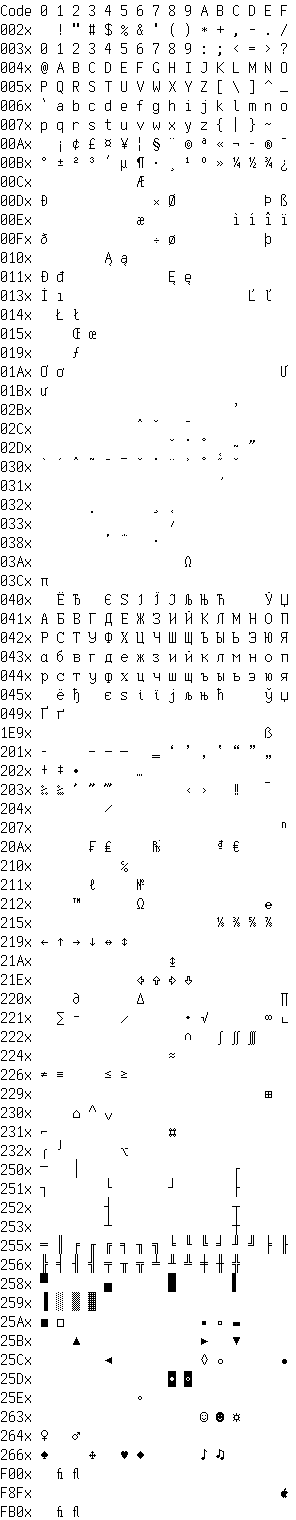 Code 0 1 2 3 4 5 6 7 8 9 A B C D E F
002x ! " # $ % & ' ( ) * + , - . /
003x 0 1 2 3 4 5 6 7 8 9 : ; < = > ?
004x @ A B C D E F G H I J K L M N O
005x P Q R S T U V W X Y Z [ \ ] ^ _
006x ` a b c d e f g h i j k l m n o
007x p q r s t u v w x y z { | } ~
00Ax ¡ ¢ £ ¤ ¥ ¦ § ¨ © ª « ¬ - ® ¯
00Bx ° ± ² ³ ´ µ ¶ · ¸ ¹ º » ¼ ½ ¾ ¿
00Cx Æ
00Dx Ð × Ø Þ ß
00Ex æ ì í î ï
00Fx ð ÷ ø þ
010x Ą ą
011x Đ đ Ę ę
013x İ ı Ľ ľ
014x Ł ł
015x Œ œ
019x ƒ
01Ax Ơ ơ Ư
01Bx ư
02Bx ʼ
02Cx ˆ ˇ ˉ
02Dx ˘ ˙ ˚ ˜ ˝
030x ̀ ́ ̂ ̃ ̄ ̅ ̆ ̇ ̈ ̉ ̊ ̋ ̌
031x ̛
032x ̣ ̧ ̨
033x ̷
038x ΄ ΅ ·
03Ax Ω
03Cx π
040x Ё Ђ Є Ѕ І Ї Ј Љ Њ Ћ Ў Џ
041x А Б В Г Д Е Ж З И Й К Л М Н О П
042x Р С Т У Ф Х Ц Ч Ш Щ Ъ Ы Ь Э Ю Я
043x а б в г д е ж з и й к л м н о п
044x р с т у ф х ц ч ш щ ъ ы ь э ю я
045x ё ђ є ѕ і ї ј љ њ ћ ў џ
049x Ґ ґ
1E9x ẞ
201x ‐ ‒ – — ‗ ‘ ’ ‚ ‛ “ ” „
202x † ‡ • …
203x ‰ ‱ ′ ″ ‴ ‹ › ‼ ‾
204x ⁄
207x ⁿ
20Ax ₣ ₤ ₧ € 
210x ℅
211x ℓ №
212x ™ Ω ℮
215x ⅛ ⅜ ⅝ ⅞
219x ← ↑ → ↓ ↔ ↕
21Ax ↨
21Ex ⇦ ⇧ ⇨ ⇩
220x ∂ ∆ ∏
221x ∑ − ∕ ∙ √ ∞ ∟
222x ∩ ∫ ∬ ∭
224x ≈
226x ≠ ≡ ≤ ≥
229x ⊞
230x ⌂ ⌃ ⌄
231x ⌐ ⌘
232x ⌠ ⌡ ⌥
250x ─ │ ┌
251x ┐ └ ┘ ├
252x ┤ ┬
253x ┴ ┼
255x ═ ║ ╒ ╓ ╔ ╕ ╖ ╗ ╘ ╙ ╚ ╛ ╜ ╝ ╞ ╟
256x ╠ ╡ ╢ ╣ ╤ ╥ ╦ ╧ ╨ ╩ ╪ ╫ ╬
258x ▀ ▄ █ ▌
259x ▐ ░ ▒ ▓
25Ax ■ □ ▪ ▫ ▬
25Bx ▲ ► ▼
25Cx ◄ ◊ ○ ●
25Dx ◘ ◙
25Ex ◦
263x ☺ ☻ ☼
264x ♀ ♂
266x ♠ ♣ ♥ ♦ ♪ ♫
F00x ﬁ ﬂ
F8Fx 
FB0x ﬁ ﬂ